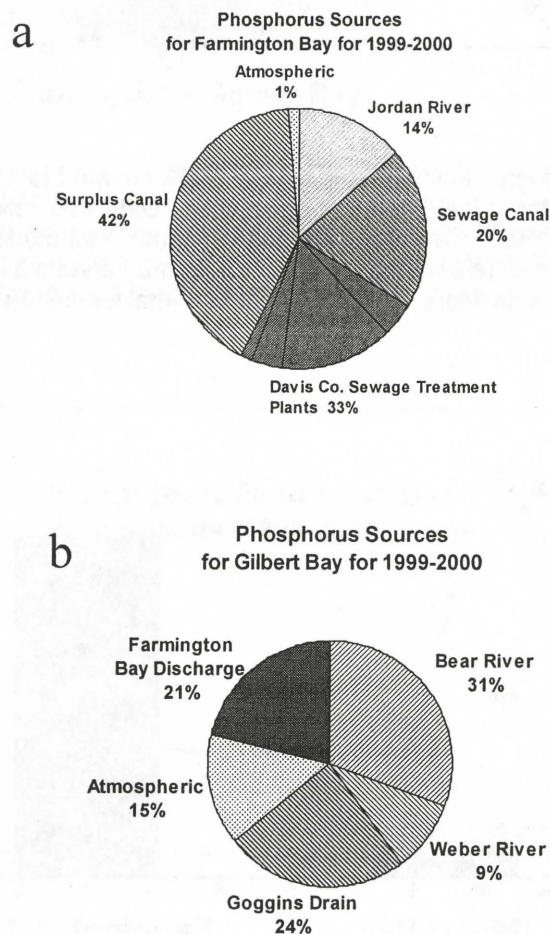 a
Phosphorus Sources
for Farmington Bay for 1999-2000
Atmospheric
1%
Jordan River
14%
Surplus Canal
42%
Sewage Canal
20%
Davis Co. Sewage Treatment
Plants 33%
b
Phosphorus Sources
for Gilbert Bay for 1999-2000
Farmington
Bay Discharge
21%
Bear River
31%
Atmospheric
15%
Weber River
9%
Goggins Drain
24%